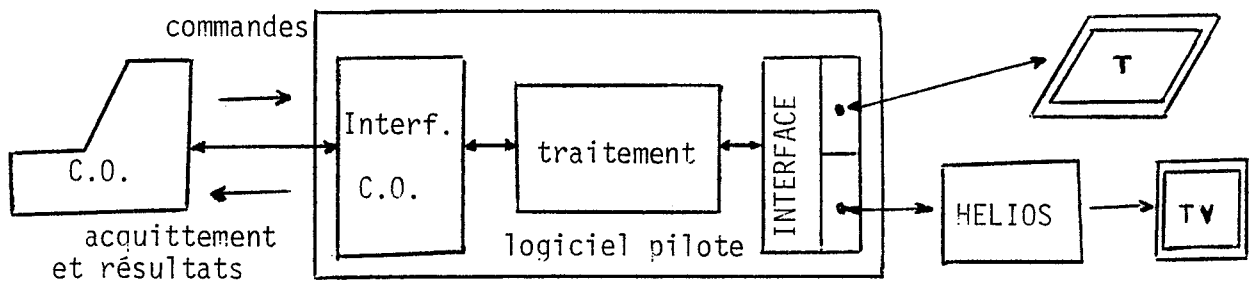 commandes
C.O.
acquittement
et résultats
Interf.
C.O.
traitement
logiciel pilote
INTERFACE
T
HELIOS
TV